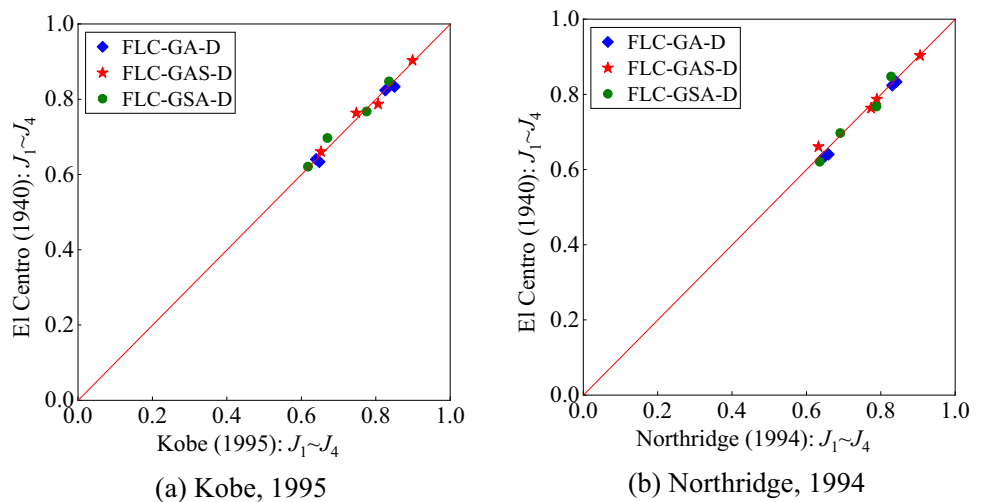 1.0
0.8
0.6
0.4
0.2
0.0
El Centro (1940): J₁~J₄
FLC-GA-D
FLC-GAS-D
FLC-GSA-D
0.0 0.2 0.4 0.6 0.8 1.0
Kobe (1995): J₁~J₄
(a) Kobe, 1995
1.0
0.8
0.6
0.4
0.2
0.0
El Centro (1940): J₁~J₄
FLC-GA-D
FLC-GAS-D
FLC-GSA-D
0.0 0.2 0.4 0.6 0.8 1.0
Northridge (1994): J₁~J₄
(b) Northridge, 1994